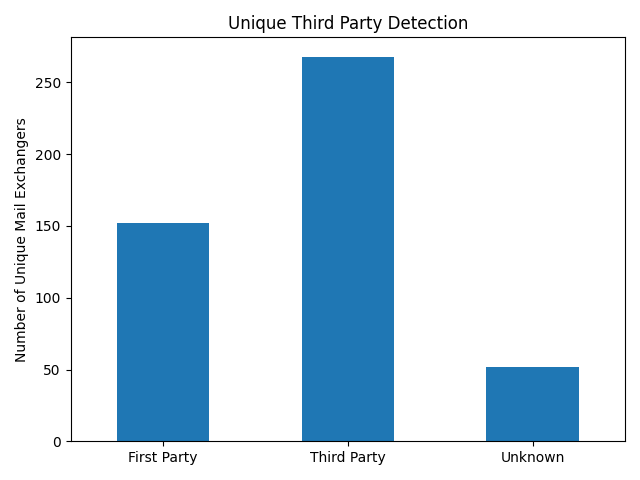 Unique Third Party Detection
Number of Unique Mail Exchangers
250
200
150
100
50
0
First Party
Third Party
Unknown